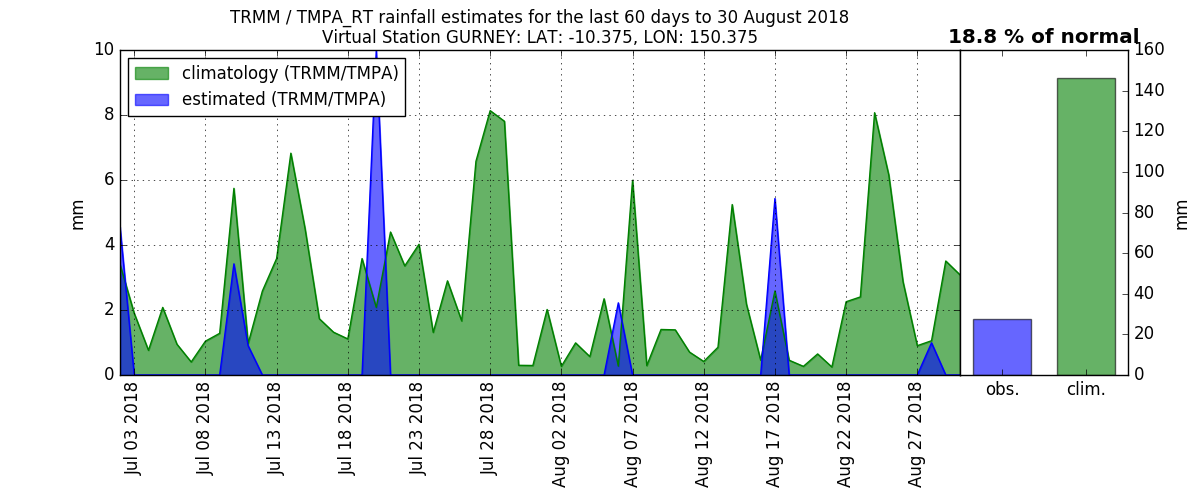 TRMM / TMPA_RT rainfall estimates for the last 60 days to 30 August 2018
Virtual Station GURNEY: LAT: -10.375, LON: 150.375
18.8 % of normal
climatology (TRMM/TMPA)
estimated (TRMM/TMPA)
10
8
6
4
2
0
mm
Jul 03 2018
Jul 08 2018
Jul 13 2018
Jul 18 2018
Jul 23 2018
Jul 28 2018
Aug 02 2018
Aug 07 2018
Aug 12 2018
Aug 17 2018
Aug 22 2018
Aug 27 2018
160
140
120
100
80
60
40
20
0
mm
obs.
clim.